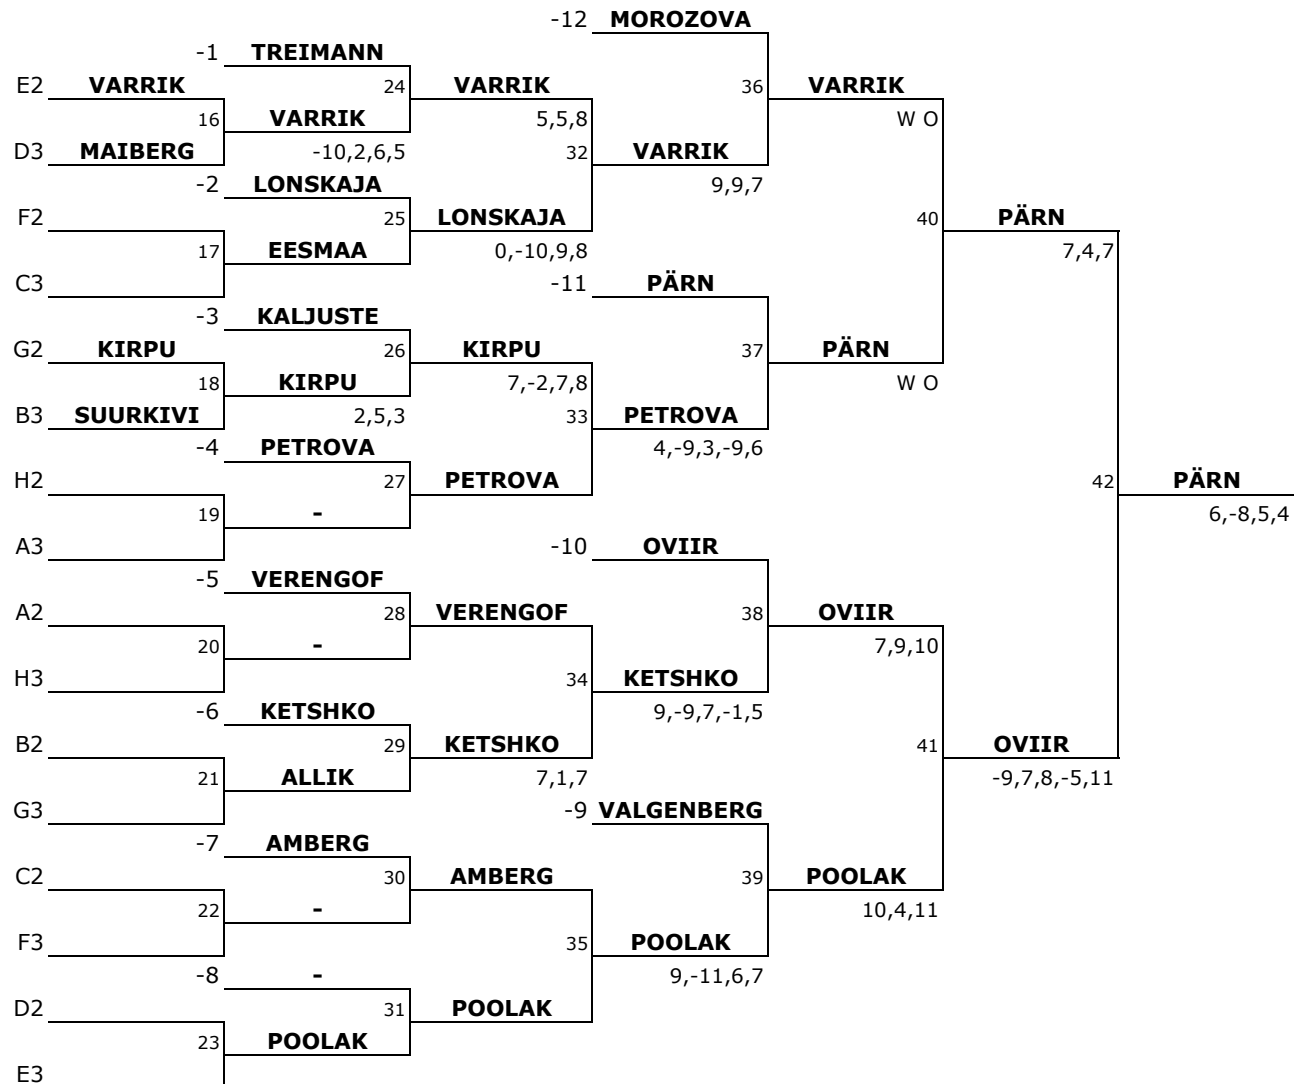 -12 MOROZOVA
-1 TREIMANN
E2 VARRIK 24 VARRIK 36 VARRIK
16 VARRIK 5,5,8 W O
D3 MAIBERG -10,2,6,5 32 VARRIK
-2 LONSKAJA 9,9,7
F2 25 LONSKAJA 40 PÄRN
17 EESMAA 0,-10,9,8 7,4,7
C3 -11 PÄRN
-3 KALJUSTE
G2 KIRPU 26 KIRPU 37 PÄRN
18 KIRPU 7,-2,7,8 W O
B3 SUURKIVI 2,5,3 33 PETROVA
-4 PETROVA 4,-9,3,-9,6
H2 27 PETROVA 42 PÄRN
19 - 6,-8,5,4
A3 -10 OVIIR
-5 VERENGOF
A2 28 VERENGOF 38 OVIIR
20 - 7,9,10
H3 34 KETSHKO
-6 KETSHKO 9,-9,7,-1,5
B2 29 KETSHKO 41 OVIIR
21 ALLIK 7,1,7 -9,7,8,-5,11
G3 -9 VALGENBERG
-7 AMBERG
C2 30 AMBERG 39 POOLAK
22 - 10,4,11
F3 35 POOLAK
-8 - 9,-11,6,7
D2 31 POOLAK
23 POOLAK
E3